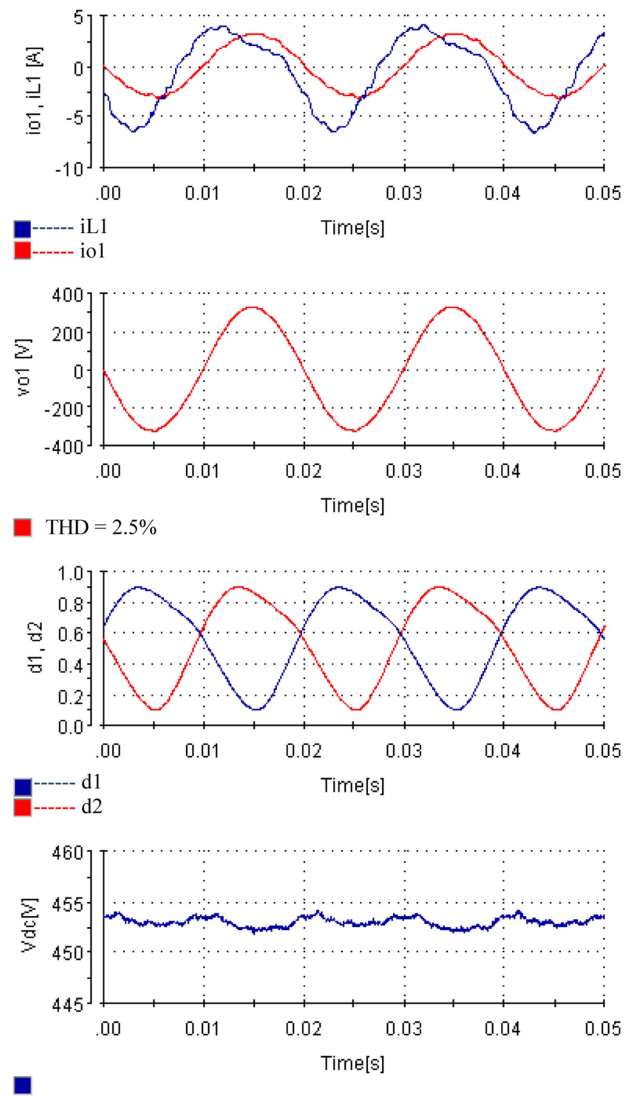 io1, iL1 [A]
5
0
-5
-10
.00 0.01 0.02 0.03 0.04 0.05
Time[s]
iL1
io1
vo1 [V]
400
200
0
-200
-400
.00 0.01 0.02 0.03 0.04 0.05
Time[s]
THD = 2.5%
d1, d2
1.0
0.8
0.6
0.4
0.2
0.0
.00 0.01 0.02 0.03 0.04 0.05
Time[s]
d1
d2
Vdc[V]
460
455
450
445
.00 0.01 0.02 0.03 0.04 0.05
Time[s]